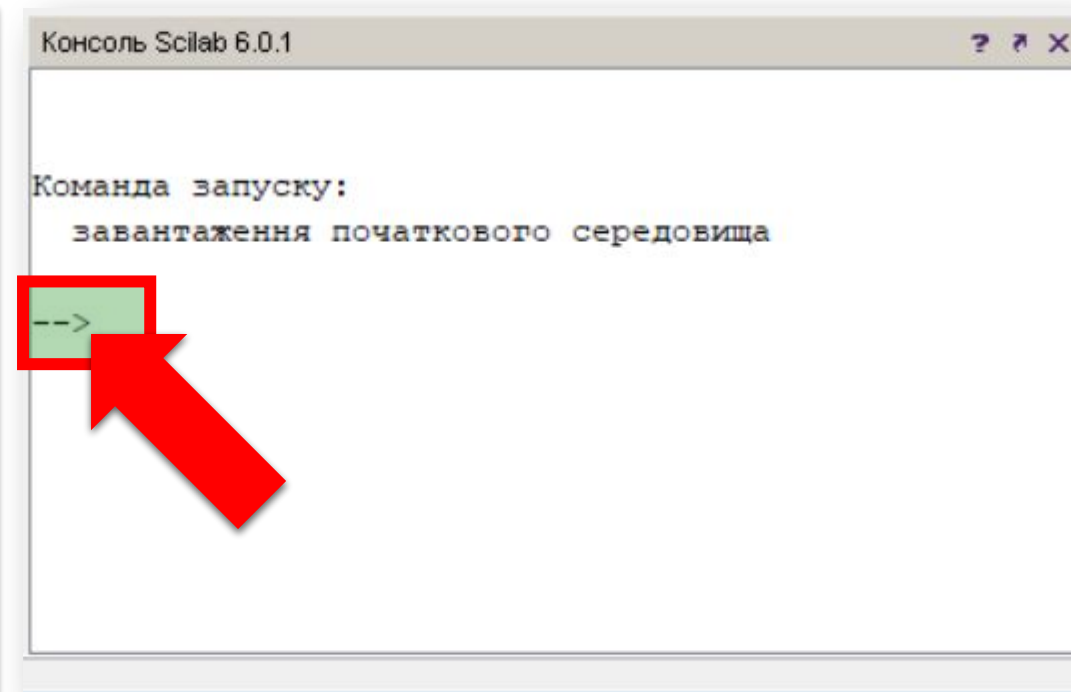 Консоль Scilab 6.0.1 ? X
Команда запуску:
завантаження початкового середовища
-->